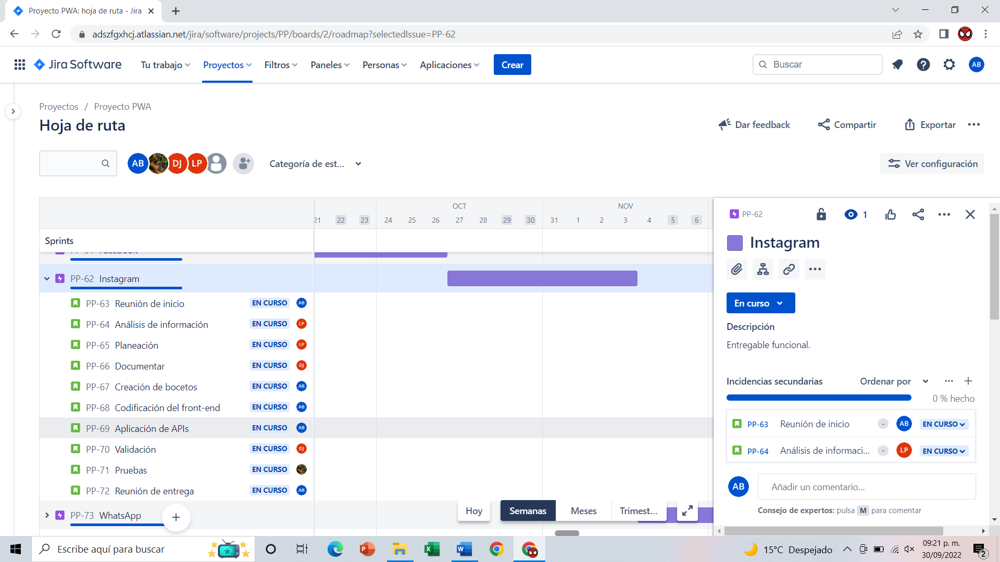 Proyecto PWA: hoja de ruta - Jira
adszfgxhcj.atlassian.net/jira/software/projects/PP/boards/2/roadmap?selectedIssue=PP-62
Jira Software Tu trabajo Proyectos Filtros Paneles Personas Aplicaciones Crear Buscar AB
Proyectos / Proyecto PWA
Hoja de ruta
Dar feedback Compartir Exportar
AB DJ LP Categoría de est... Ver configuración
OCT NOV
21 22 23 24 25 26 27 28 29 30 31 1 2 3 4 5 6
Sprints
PP-62 Instagram
PP-63 Reunión de inicio EN CURSO AB
PP-64 Análisis de información EN CURSO LP
PP-65 Planeación EN CURSO LP
PP-66 Documentar EN CURSO DJ
PP-67 Creación de bocetos EN CURSO AB
PP-68 Codificación del front-end EN CURSO AB
PP-69 Aplicación de APIs EN CURSO AB
PP-70 Validación EN CURSO DJ
PP-71 Pruebas EN CURSO
PP-72 Reunión de entrega EN CURSO AB
PP-73 WhatsApp
Hoy Semanas Meses Trimest...
PP-62 1
Instagram
En curso
Descripción
Entregable funcional.
Incidencias secundarias Ordenar por
0 % hecho
PP-63 Reunión de inicio - AB EN CURSO
PP-64 Análisis de informaci... - LP EN CURSO
AB Añadir un comentario...
Consejo de expertos: pulsa M para comentar
Escribe aquí para buscar
15°C Despejado
09:21 p. m.
30/09/2022
2